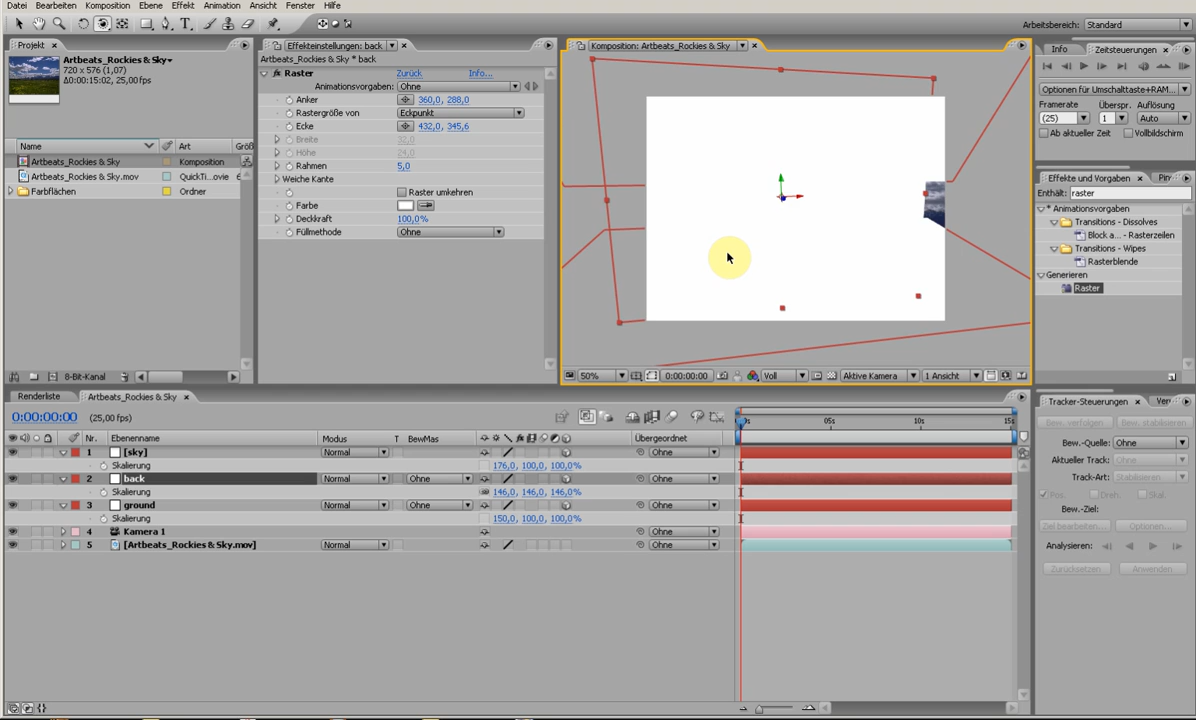 Datei Bearbeiten Komposition Ebene Effekt Animation Ansicht Fenster Hilfe
Arbeitsbereich: Standard
Projekt
Artbeats_Rockies & Sky
720 x 576 (1,07)
Δ0:00:15:02, 25,00fps
Name Art Größ
Artbeats_Rockies & Sky Komposition
Artbeats_Rockies & Sky.mov QuickTi...ovie
Farbflächen Ordner
8-Bit-Kanal
Effekteinstellungen: back
Artbeats_Rockies & Sky * back
Raster Zurück Info...
Animationsvorgaben: Ohne
Anker 360,0, 288,0
Rastergröße von Eckpunkt
Ecke 432,0, 345,6
Breite 32,0
Höhe 24,0
Rahmen 5,0
Weiche Kante
Raster umkehren
Farbe
Deckkraft 100,0%
Füllmethode Ohne
Komposition: Artbeats_Rockies & Sky
50% 0:00:00:00 Voll Aktive Kamera 1 Ansicht
Info Zeitsteuerungen
Optionen für Umschalttaste+RAM...
Framerate Überspr. Auflösung
(25) 1 Auto
Ab aktueller Zeit Vollbildschirm
Effekte und Vorgaben
Enthält: raster
* Animationsvorgaben
Transitions - Dissolves
Block a... - Rasterzeilen
Transitions - Wipes
Rasterblende
Generieren
Raster
Renderliste Artbeats_Rockies & Sky
0:00:00:00 (25,00 fps)
05s 10s 15s
Nr. Ebenenname Modus T BewMas Übergeordnet
1 [sky] Normal Ohne
Skalierung 176,0, 100,0, 100,0%
2 back Normal Ohne Ohne
Skalierung 146,0, 146,0, 146,0%
3 ground Normal Ohne Ohne
Skalierung 150,0, 100,0, 100,0%
4 Kamera 1 Ohne
5 [Artbeats_Rockies & Sky.mov] Normal Ohne
Tracker-Steuerungen
Bew. verfolgen Bew. stabilisieren
Bew.-Quelle: Ohne
Aktueller Track: Ohne
Track-Art: Stabilisieren
Pos. Dreh. Skal.
Bew.-Ziel:
Ziel bearbeiten... Optionen...
Analysieren:
Zurücksetzen Anwenden